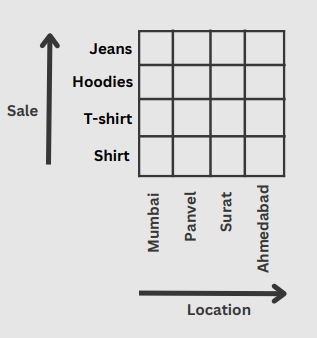 Jeans
Hoodies
Sale
T-shirt
Shirt
Mumbai
Panvel
Surat
Ahmedabad
Location